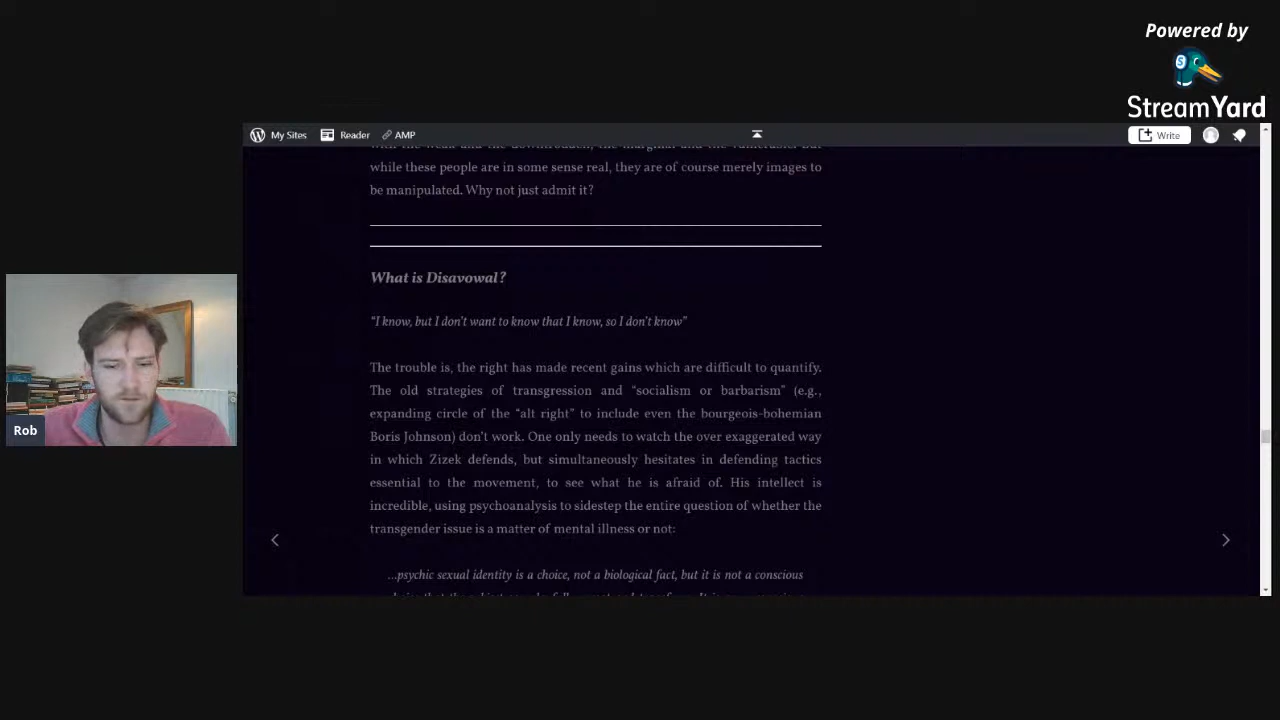 Powered by
StreamYard
My Sites Reader AMP
Write
while these people are in some sense real, they are of course merely images to
be manipulated. Why not just admit it?
What is Disavowal?
“I know, but I don't want to know that I know, so I don't know”
The trouble is, the right has made recent gains which are difficult to quantify.
The old strategies of transgression and “socialism or barbarism” (e.g.,
expanding circle of the “alt right” to include even the bourgeois-bohemian
Boris Johnson) don't work. One only needs to watch the over exaggerated way
in which Zizek defends, but simultaneously hesitates in defending tactics
essential to the movement, to see what he is afraid of. His intellect is
incredible, using psychoanalysis to sidestep the entire question of whether the
transgender issue is a matter of mental illness or not:
...psychic sexual identity is a choice, not a biological fact, but it is not a conscious
Rob